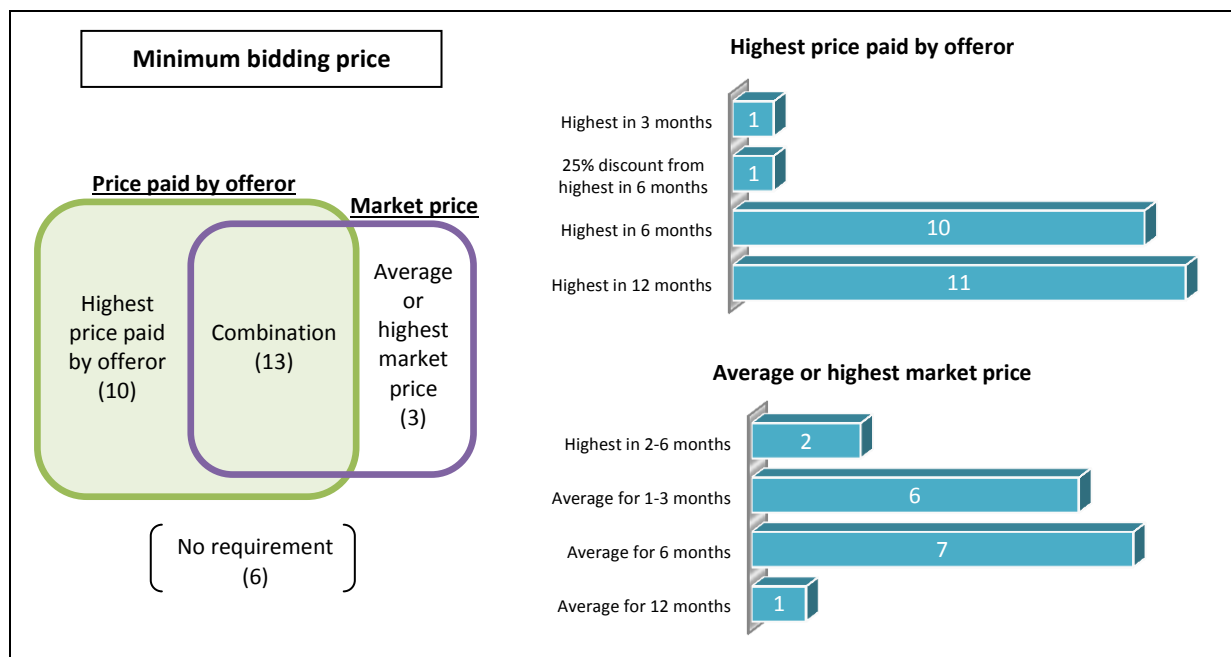 Minimum bidding price
Price paid by offeror
Market price
Highest
price paid
by offeror
(10)
Combination
(13)
Average
or
highest
market
price
(3)
No requirement
(6)
Highest price paid by offeror
Highest in 3 months
1
25% discount from
highest in 6 months
1
Highest in 6 months
10
Highest in 12 months
11
Average or highest market price
Highest in 2-6 months
2
Average for 1-3 months
6
Average for 6 months
7
Average for 12 months
1